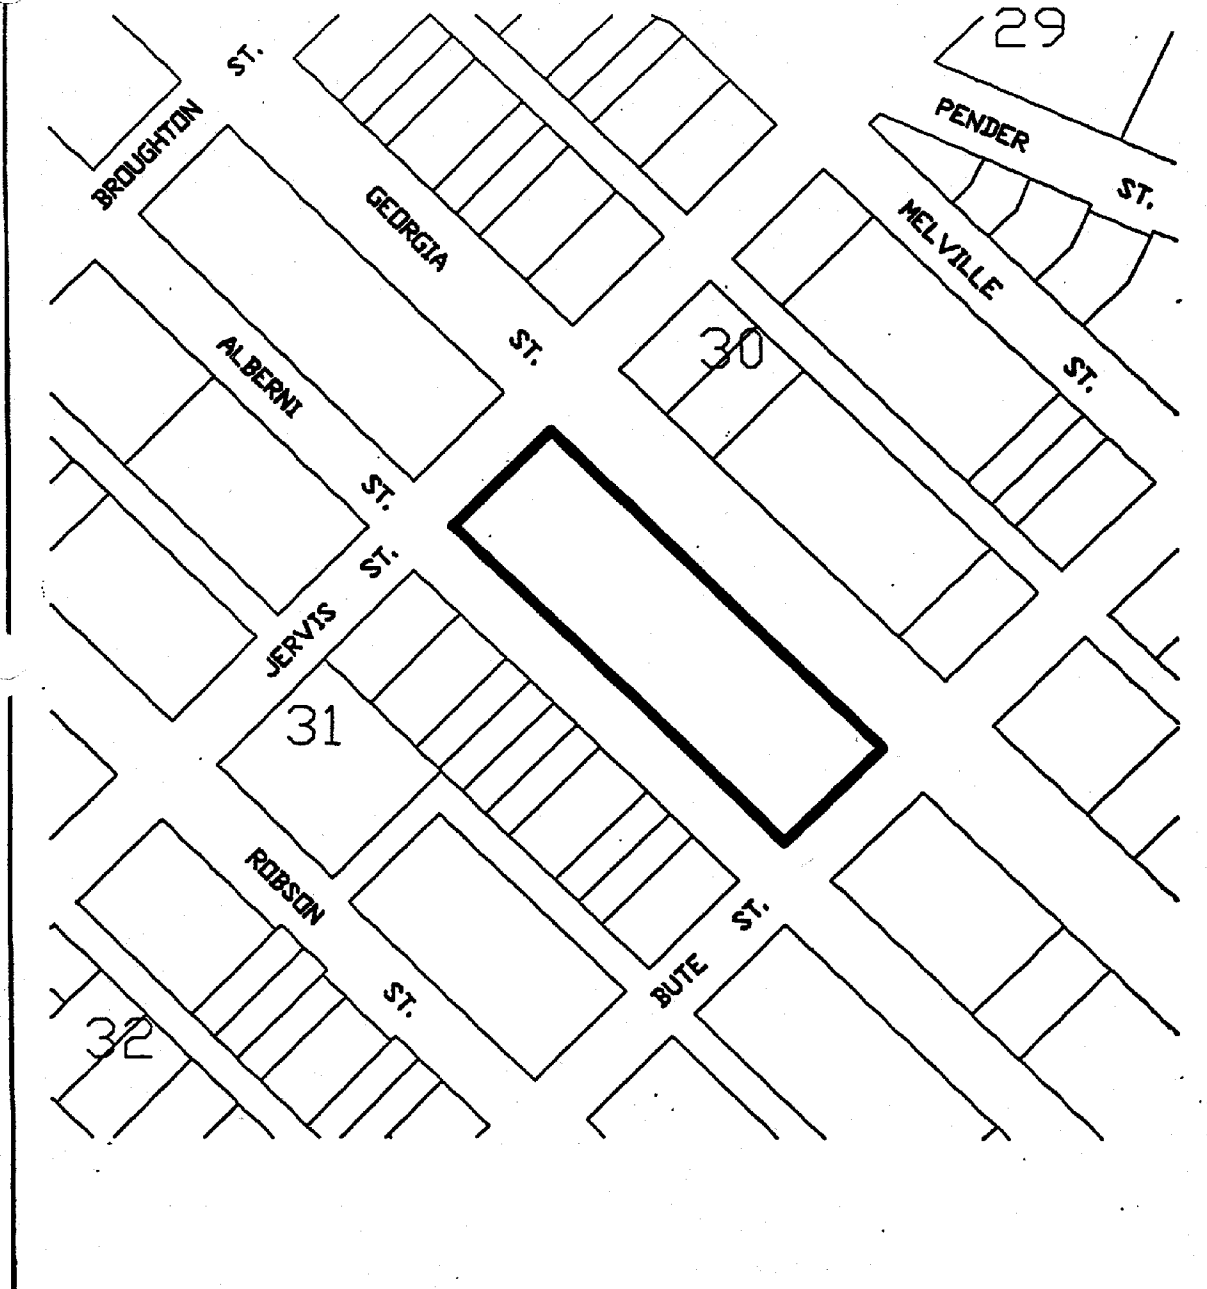 29
BROUGHTON ST.
PENDER ST.
GEORGIA ST.
MELVILLE ST.
ALBERNI ST.
30
JERVIS ST.
31
ROBSON ST.
BUTE ST.
32